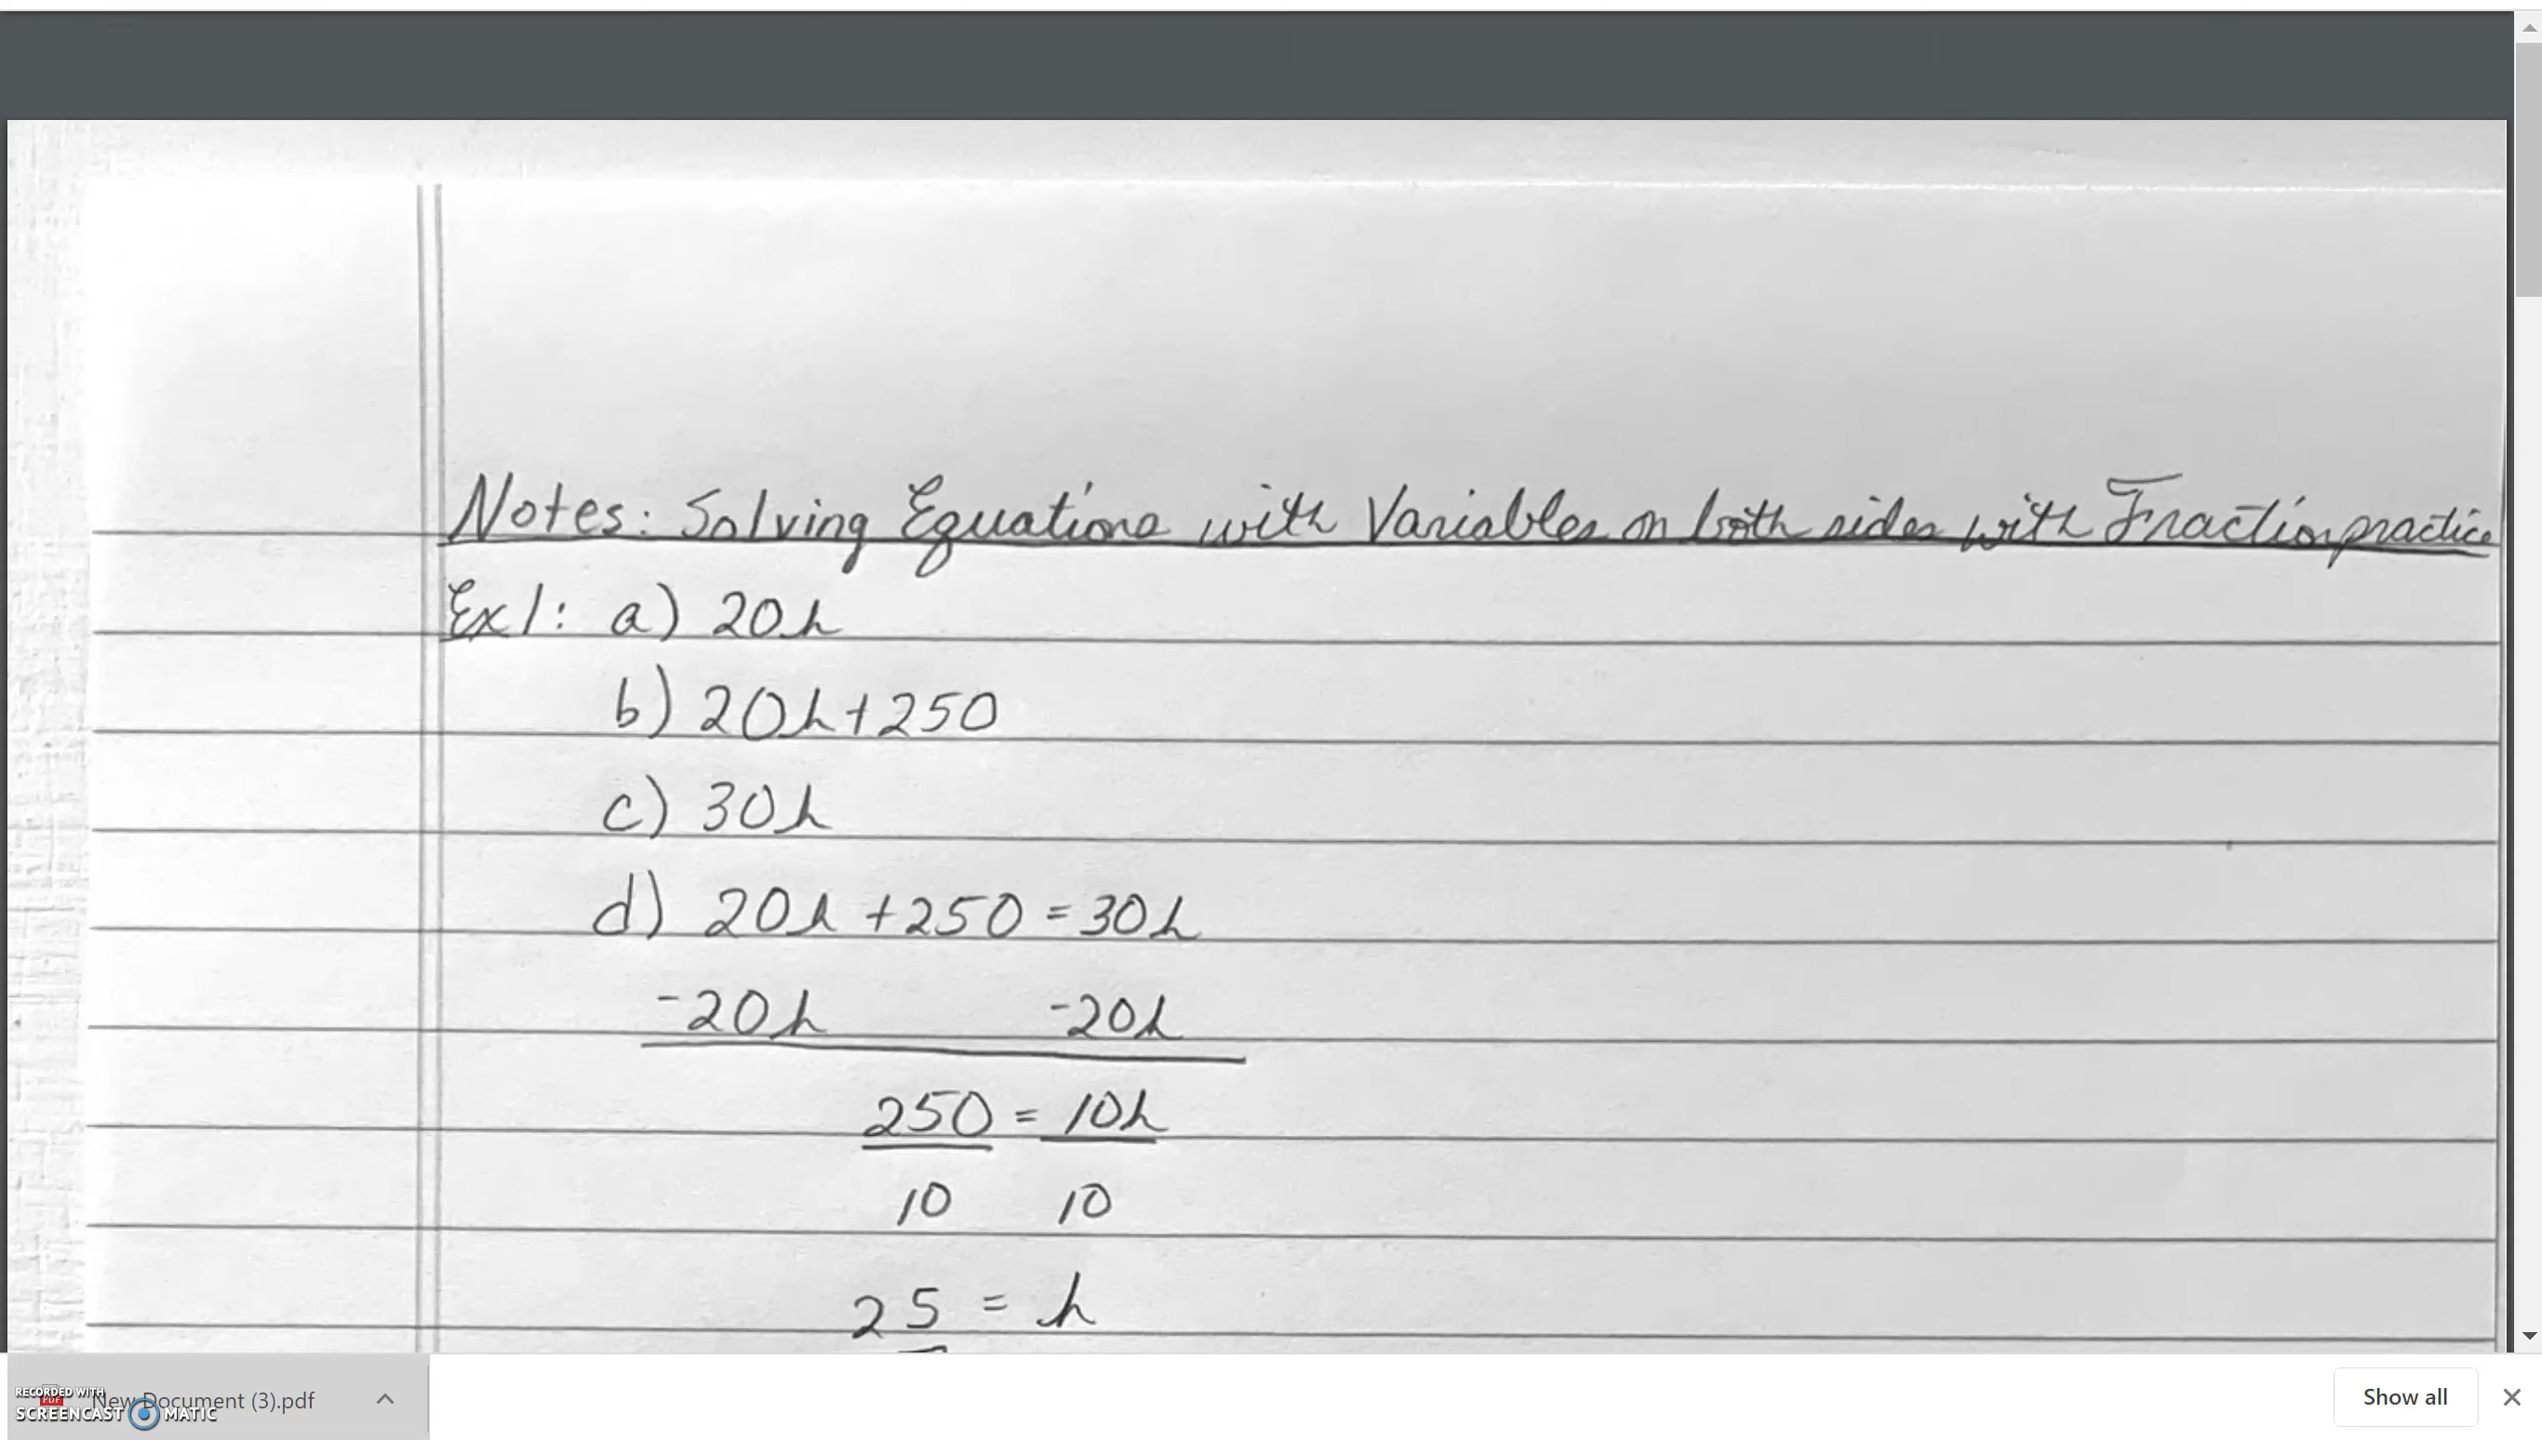 Notes: Solving Equations with Variables on both sides with Fraction practice
Ex 1: a) 20h
b) 20h+250
c) 30h
d) 20h +250 = 30h
-20h -20h
250 = 10h
10 10
25 = h
RECORDED WITH
SCREENCAST MATIC
PDF
New Document (3).pdf
Show all